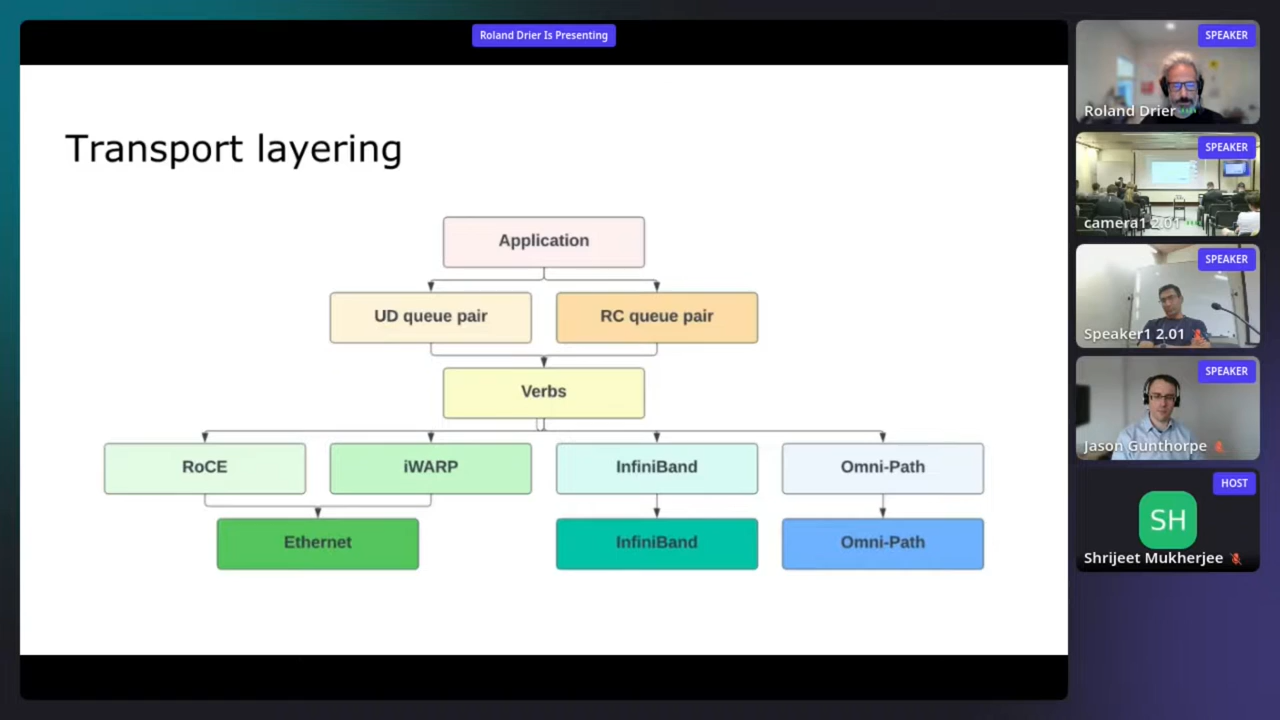 Roland Drier Is Presenting
Transport layering
Application
UD queue pair
RC queue pair
Verbs
RoCE
iWARP
InfiniBand
Omni-Path
Ethernet
InfiniBand
Omni-Path
SPEAKER
Roland Drier
SPEAKER
camera1 2.01
SPEAKER
Speaker1 2.01
SPEAKER
Jason Gunthorpe
HOST
SH
Shrijeet Mukherjee